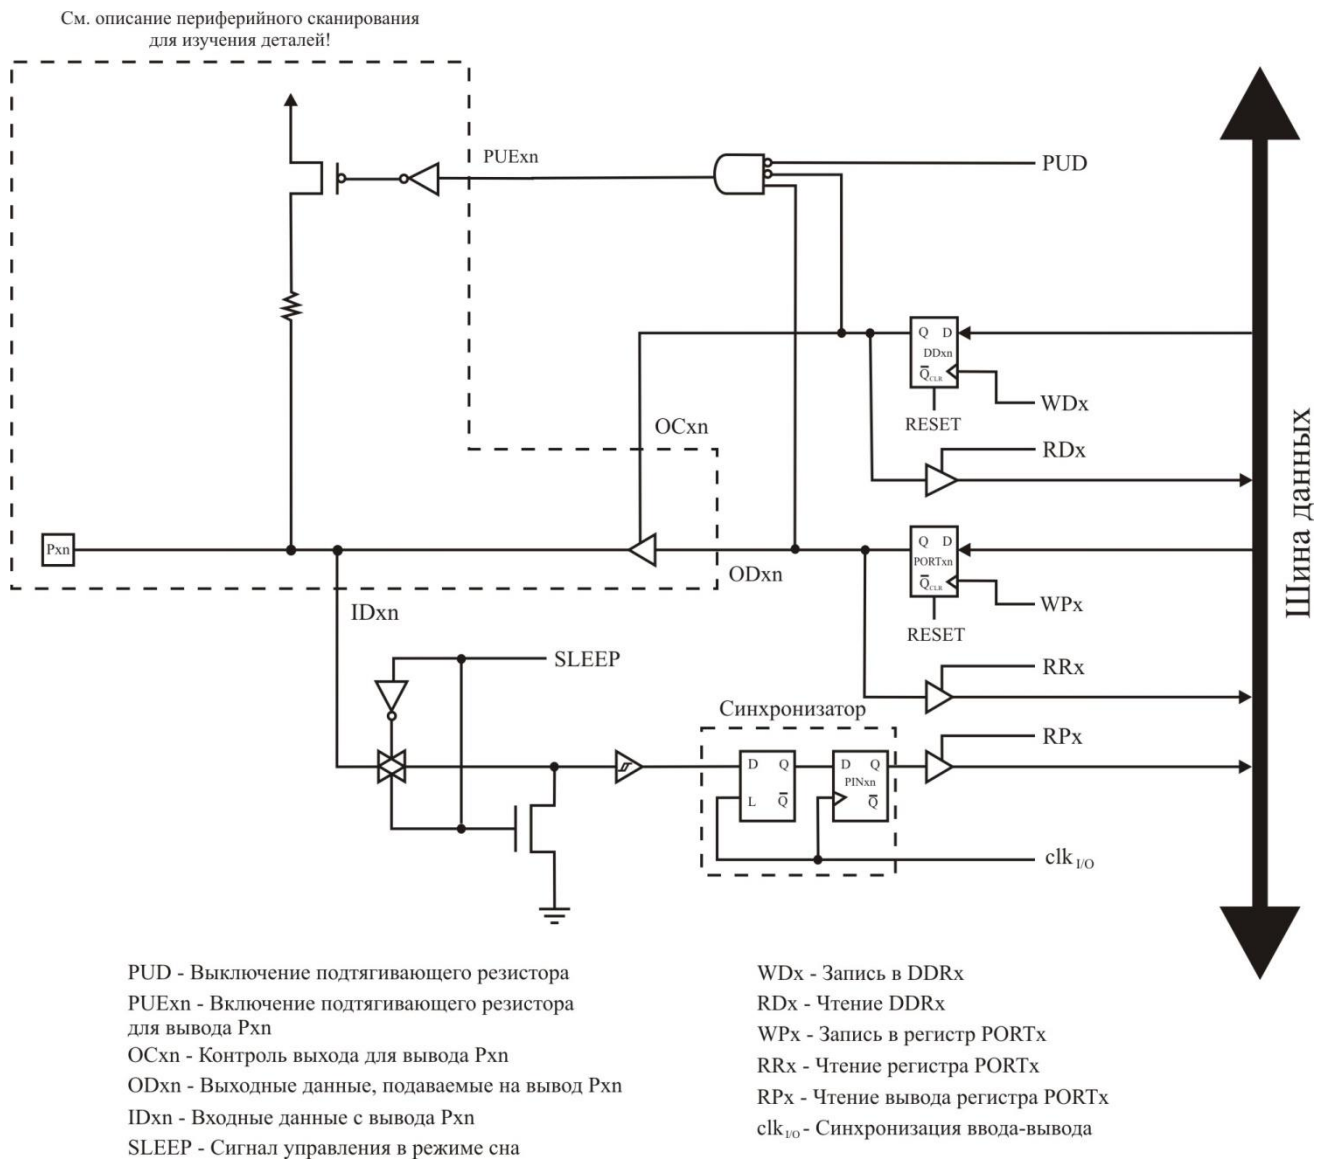 См. описание периферийного сканирования
для изучения деталей!
PUExn
PUD
Q D
DDxn
Q̅CLR
WDx
RESET
OCxn
RDx
Шина данных
Pxn
Q D
PORTxn
Q̅CLR
ODxn
WPx
IDxn
RESET
SLEEP
RRx
Синхронизатор
RPx
D Q
L Q̅
D Q
PINxn
Q̅
clk I/O
PUD - Выключение подтягивающего резистора
PUExn - Включение подтягивающего резистора
для вывода Pxn
OCxn - Контроль выхода для вывода Pxn
ODxn - Выходные данные, подаваемые на вывод Pxn
IDxn - Входные данные с вывода Pxn
SLEEP - Сигнал управления в режиме сна
WDx - Запись в DDRx
RDx - Чтение DDRx
WPx - Запись в регистр PORTx
RRx - Чтение регистра PORTx
RPx - Чтение вывода регистра PORTx
clk I/O - Синхронизация ввода-вывода